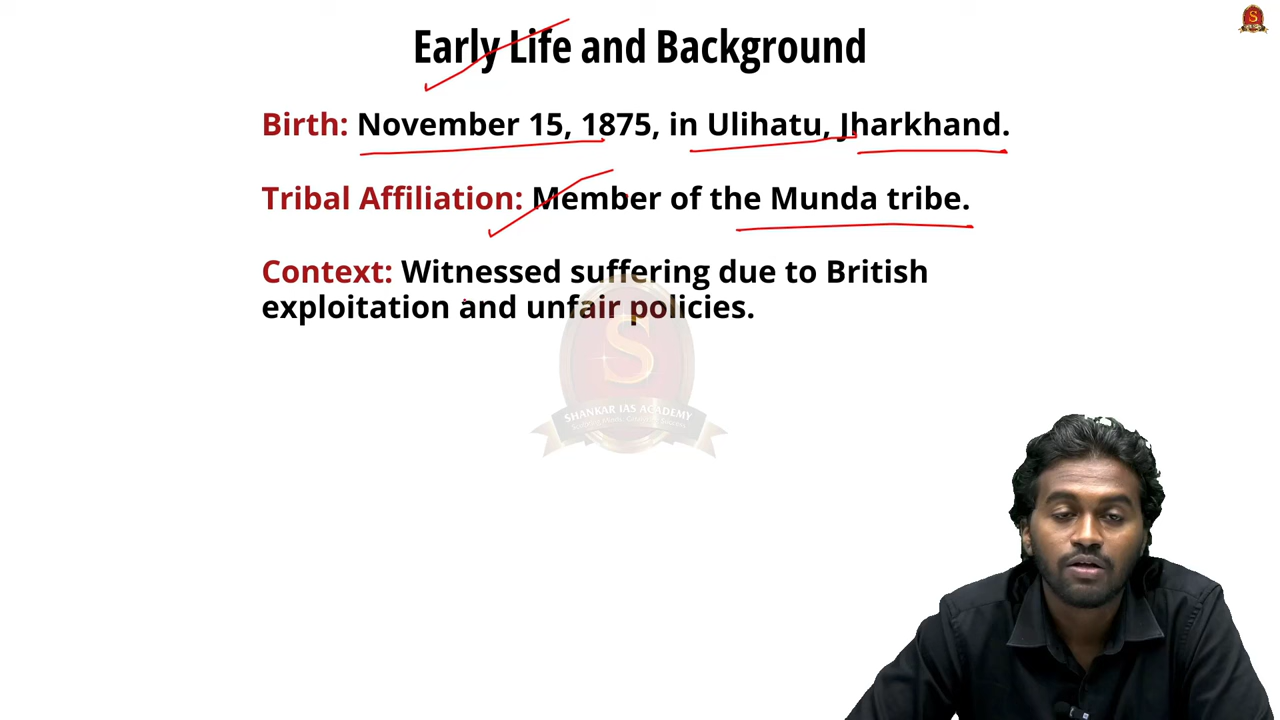 Early Life and Background
Birth: November 15, 1875, in Ulihatu, Jharkhand.
Tribal Affiliation: Member of the Munda tribe.
Context: Witnessed suffering due to British
exploitation and unfair policies.
S
SHANKAR IAS ACADEMY